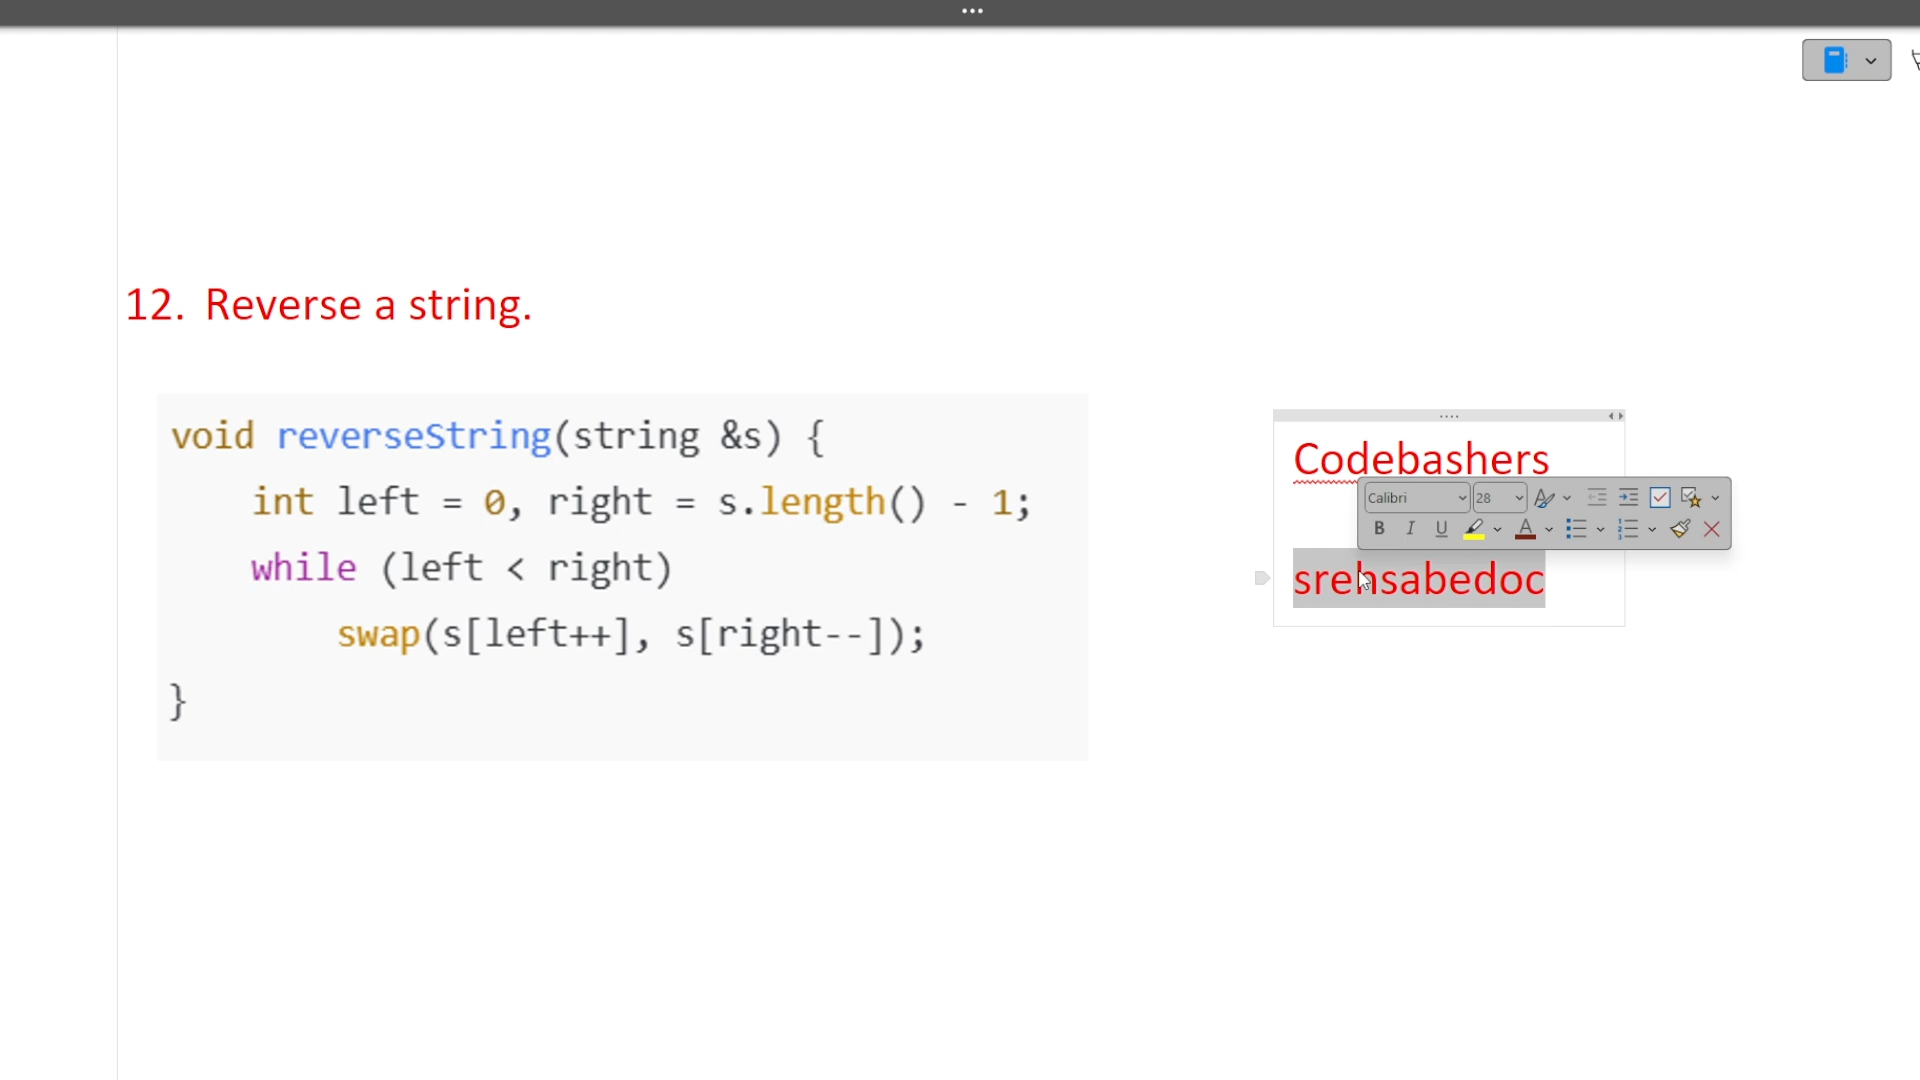 12. Reverse a string.
void reverseString(string &s) {
int left = 0, right = s.length() - 1;
while (left < right)
swap(s[left++], s[right--]);
}
Codebashers
Calibri 28
B I U A
srehsabedoc